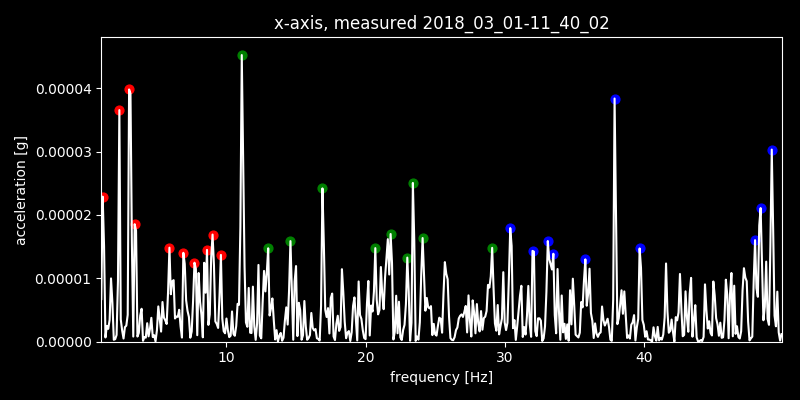 x-axis, measured 2018_03_01-11_40_02
acceleration [g]
0.00004
0.00003
0.00002
0.00001
0.00000
10 20 30 40
frequency [Hz]